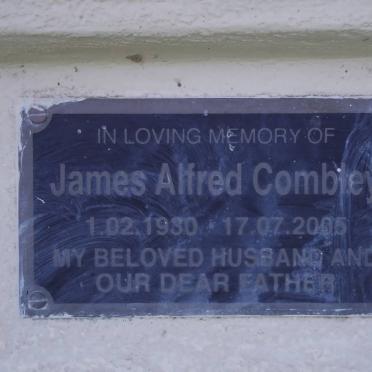 IN LOVING MEMORY OF
James Alfred Combley
1.02.1930 17.07.2005
MY BELOVED HUSBAND AND
OUR DEAR FATHER